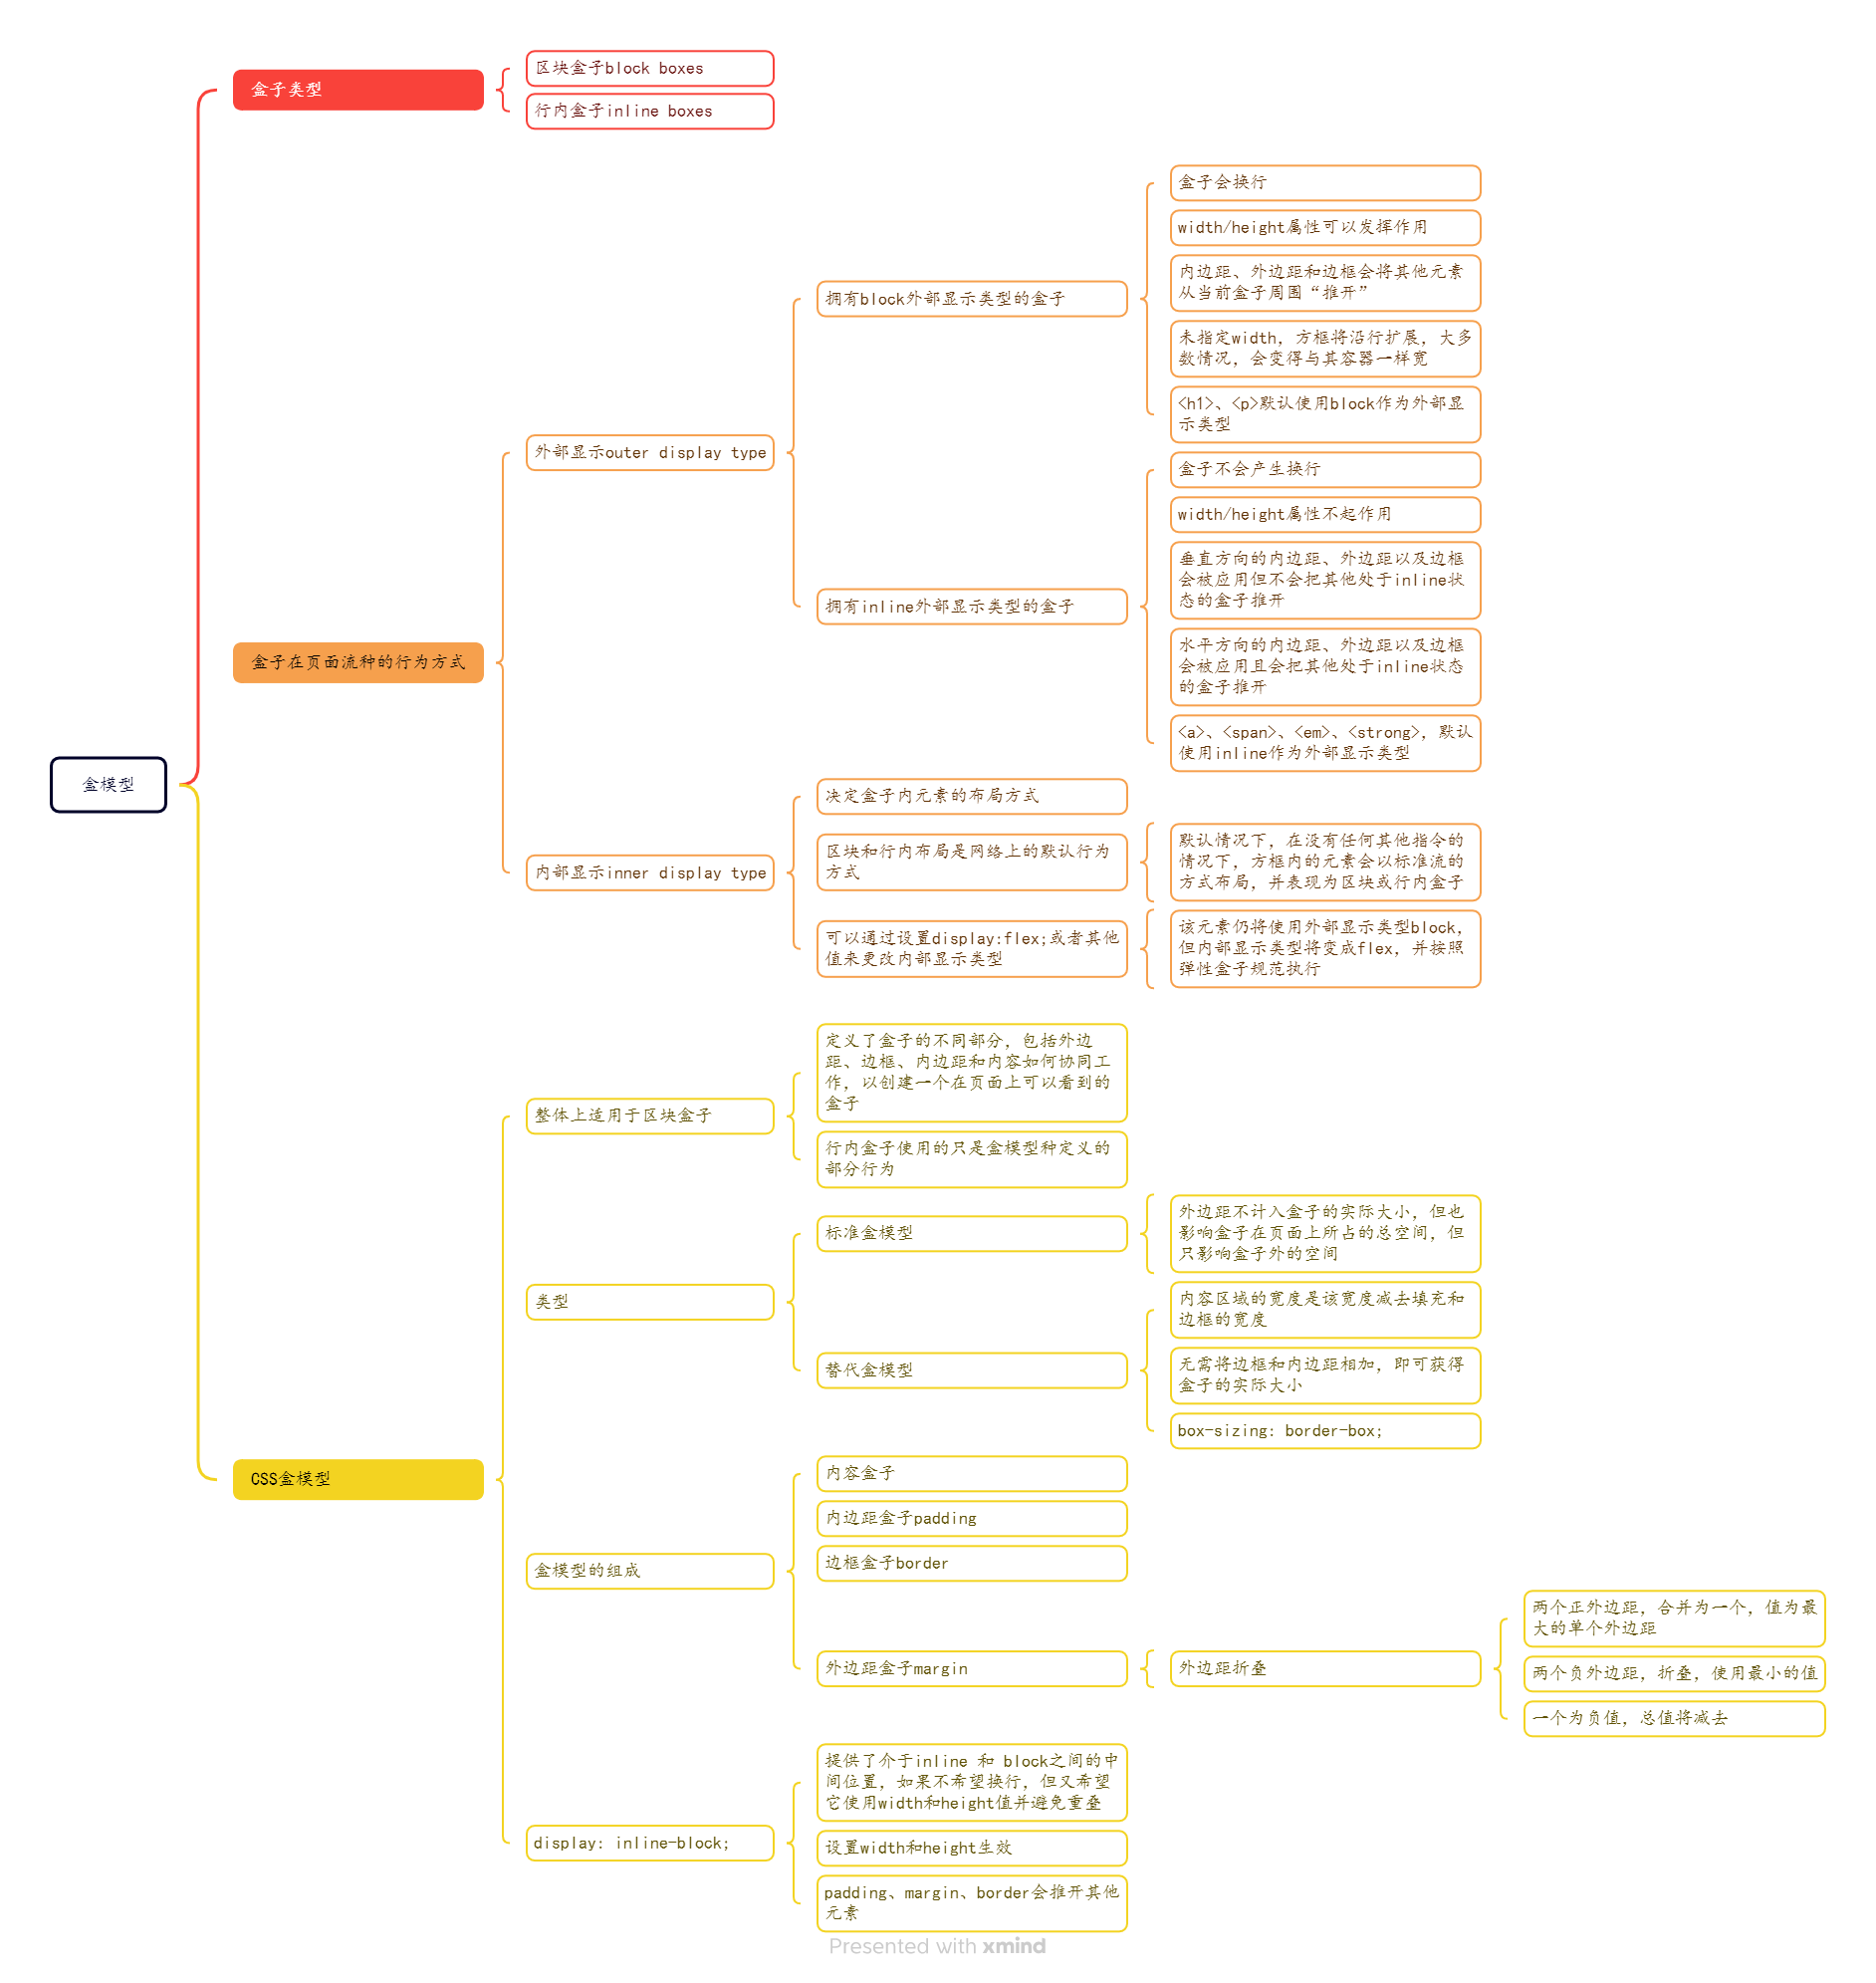 盒模型
盒子类型
区块盒子block boxes
行内盒子inline boxes
盒子在页面流种的行为方式
外部显示outer display type
拥有block外部显示类型的盒子
盒子会换行
width/height属性可以发挥作用
内边距、外边距和边框会将其他元素
从当前盒子周围“推开”
未指定width，方框将沿行扩展，大多
数情况，会变得与其容器一样宽
<h1>、<p>默认使用block作为外部显
示类型
拥有inline外部显示类型的盒子
盒子不会产生换行
width/height属性不起作用
垂直方向的内边距、外边距以及边框
会被应用但不会把其他处于inline状
态的盒子推开
水平方向的内边距、外边距以及边框
会被应用且会把其他处于inline状态
的盒子推开
<a>、<span>、<em>、<strong>，默认
使用inline作为外部显示类型
内部显示inner display type
决定盒子内元素的布局方式
区块和行内布局是网络上的默认行为
方式
默认情况下，在没有任何其他指令的
情况下，方框内的元素会以标准流的
方式布局，并表现为区块或行内盒子
可以通过设置display:flex;或者其他
值来更改内部显示类型
该元素仍将使用外部显示类型block，
但内部显示类型将变成flex，并按照
弹性盒子规范执行
CSS盒模型
整体上适用于区块盒子
定义了盒子的不同部分，包括外边
距、边框、内边距和内容如何协同工
作，以创建一个在页面上可以看到的
盒子
行内盒子使用的只是盒模型种定义的
部分行为
类型
标准盒模型
外边距不计入盒子的实际大小，但也
影响盒子在页面上所占的总空间，但
只影响盒子外的空间
替代盒模型
内容区域的宽度是该宽度减去填充和
边框的宽度
无需将边框和内边距相加，即可获得
盒子的实际大小
box-sizing: border-box;
盒模型的组成
内容盒子
内边距盒子padding
边框盒子border
外边距盒子margin
外边距折叠
两个正外边距，合并为一个，值为最
大的单个外边距
两个负外边距，折叠，使用最小的值
一个为负值，总值将减去
display: inline-block;
提供了介于inline 和 block之间的中
间位置，如果不希望换行，但又希望
它使用width和height值并避免重叠
设置width和height生效
padding、margin、border会推开其他
元素
Presented with xmind